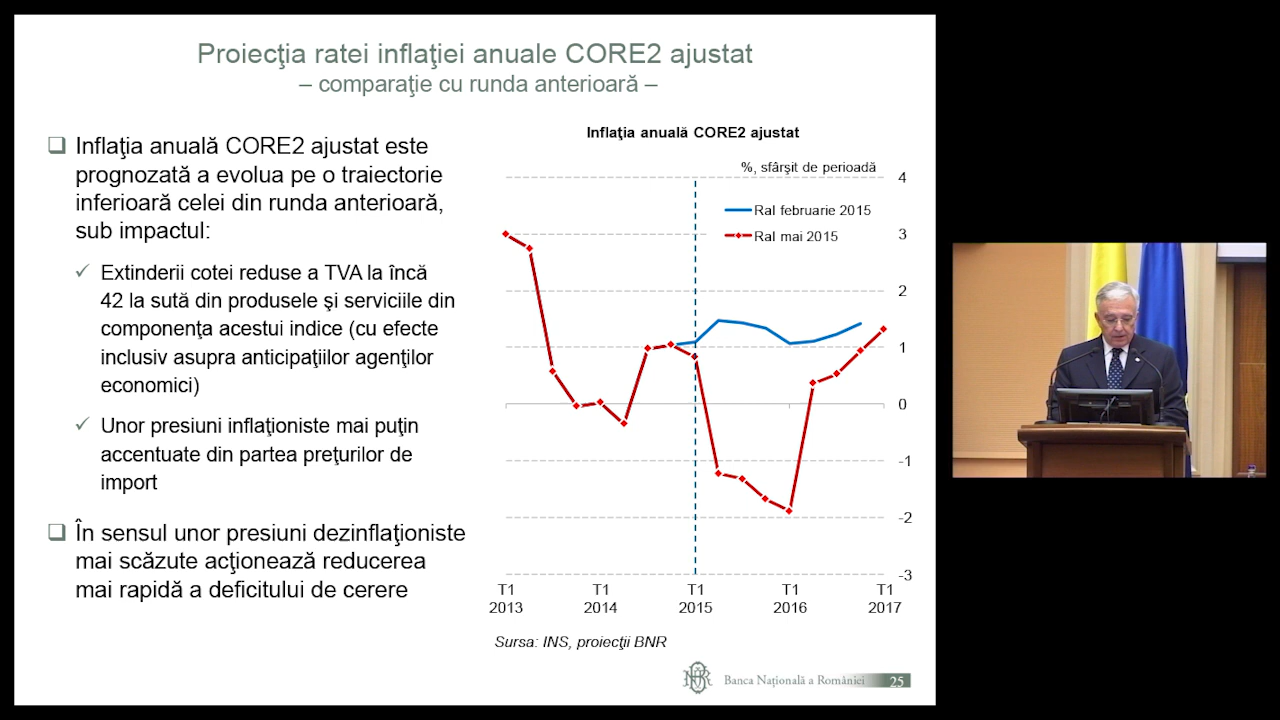 Proiecţia ratei inflaţiei anuale CORE2 ajustat
– comparaţie cu runda anterioară –
❑ Inflaţia anuală CORE2 ajustat este
prognozată a evolua pe o traiectorie
inferioară celei din runda anterioară,
sub impactul:
✓ Extinderii cotei reduse a TVA la încă
42 la sută din produsele şi serviciile din
componenţa acestui indice (cu efecte
inclusiv asupra anticipaţiilor agenţilor
economici)
✓ Unor presiuni inflaţioniste mai puţin
accentuate din partea preţurilor de
import
❑ În sensul unor presiuni dezinflaţioniste
mai scăzute acţionează reducerea
mai rapidă a deficitului de cerere
Inflaţia anuală CORE2 ajustat
%, sfârşit de perioadă
Ral februarie 2015
Ral mai 2015
4
3
2
1
0
-1
-2
-3
T1 T1 T1 T1 T1
2013 2014 2015 2016 2017
Sursa: INS, proiecţii BNR
Banca Naţională a României 25